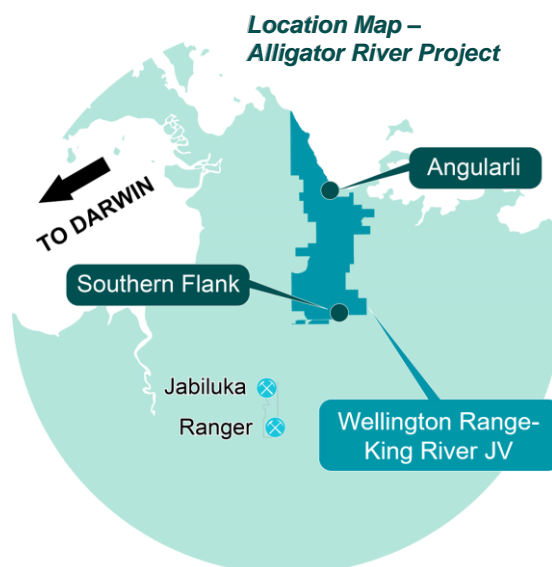 Location Map –
Alligator River Project
Angularli
TO DARWIN
Southern Flank
Jabiluka
Ranger
Wellington Range-
King River JV